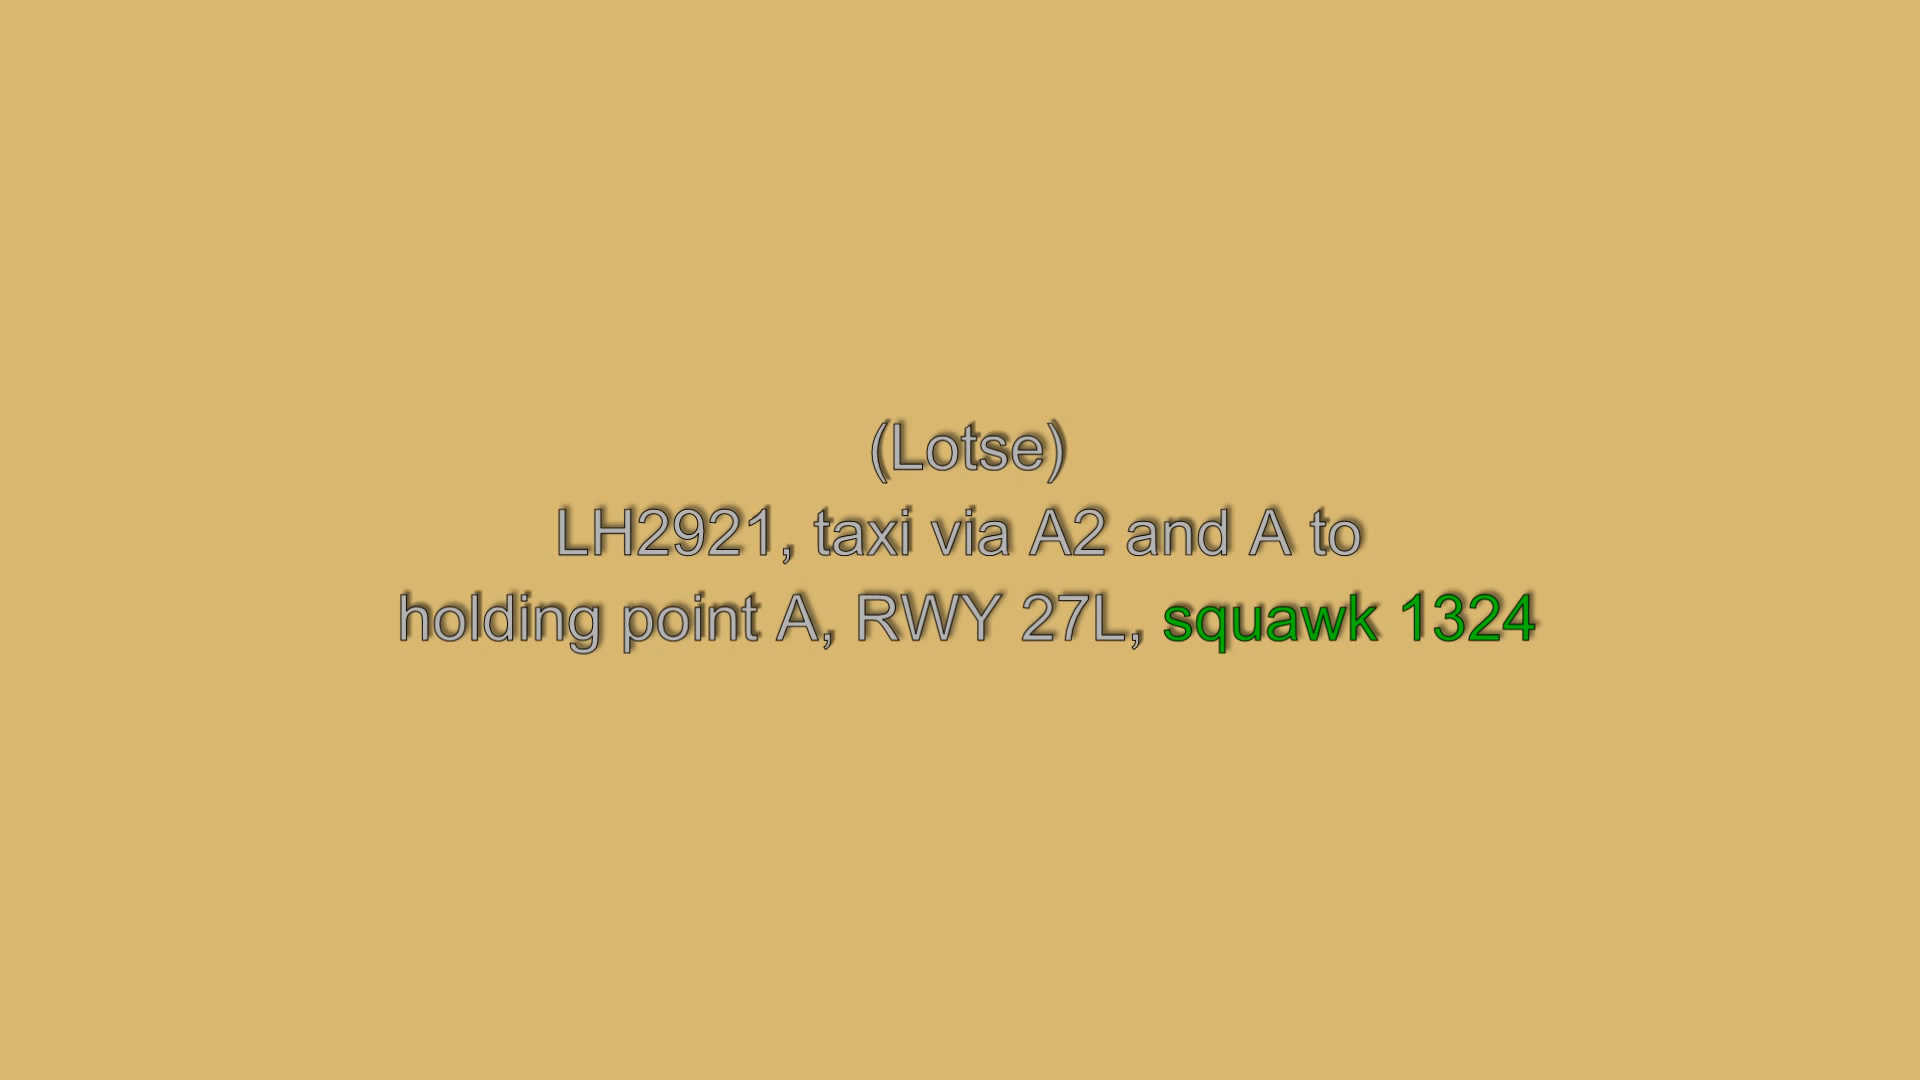 (Lotse)
LH2921, taxi via A2 and A to
holding point A, RWY 27L, squawk 1324